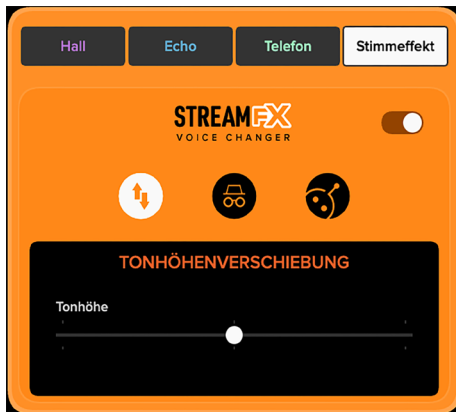 Hall
Echo
Telefon
Stimmeffekt
STREAMFX
VOICE CHANGER
TONHÖHENVERSCHIEBUNG
Tonhöhe